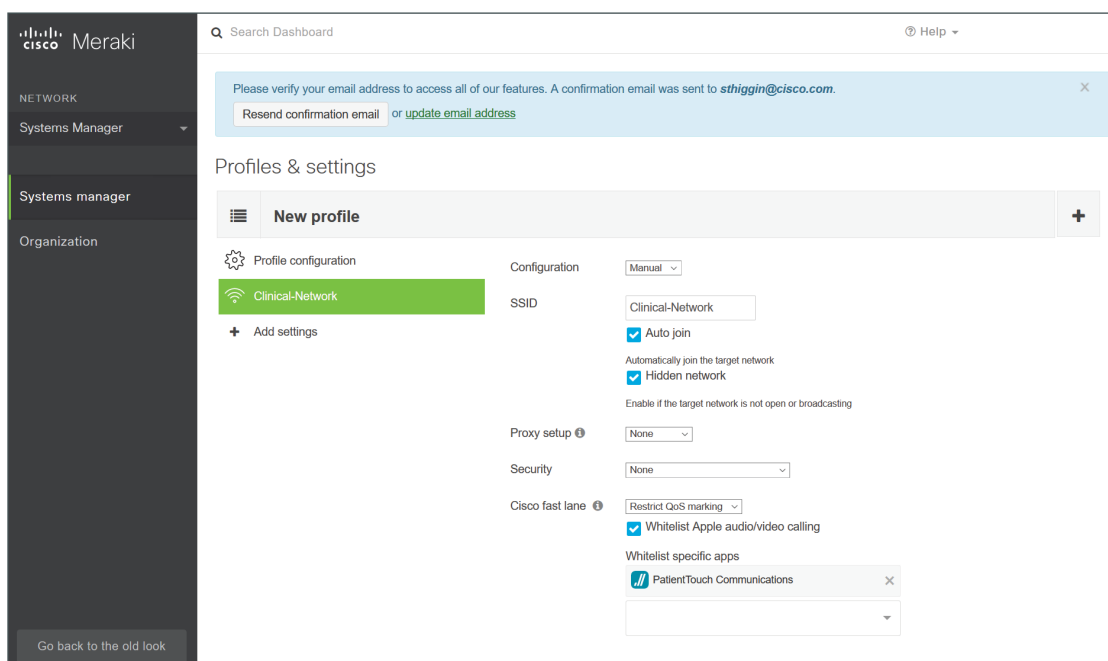 cisco Meraki
Search Dashboard
Help
NETWORK
Systems Manager
Systems manager
Organization
Go back to the old look
Please verify your email address to access all of our features. A confirmation email was sent to sthiggin@cisco.com.
Resend confirmation email or update email address
Profiles & settings
New profile
Profile configuration
Clinical-Network
Add settings
Configuration Manual
SSID Clinical-Network
Auto join
Automatically join the target network
Hidden network
Enable if the target network is not open or broadcasting
Proxy setup None
Security None
Cisco fast lane Restrict QoS marking
Whitelist Apple audio/video calling
Whitelist specific apps
PatientTouch Communications